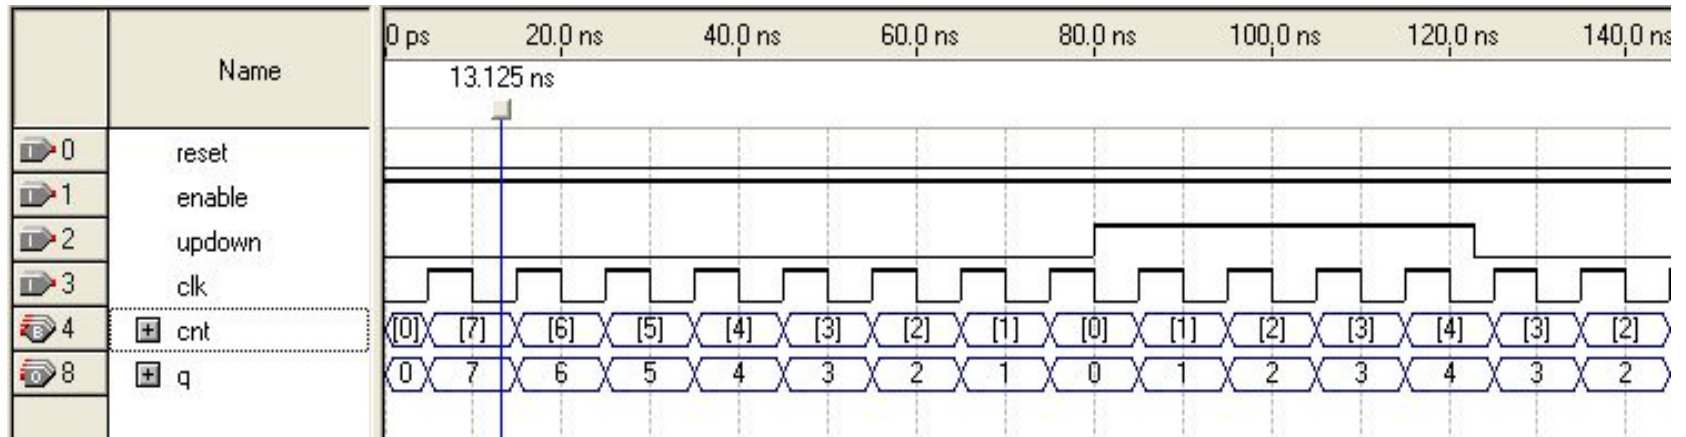 0 ps 20.0 ns 40.0 ns 60.0 ns 80.0 ns 100.0 ns 120.0 ns 140.0 ns
Name
13.125 ns
0 reset
1 enable
2 updown
3 clk
4 cnt [0] [7] [6] [5] [4] [3] [2] [1] [0] [1] [2] [3] [4] [3] [2]
8 q 0 7 6 5 4 3 2 1 0 1 2 3 4 3 2